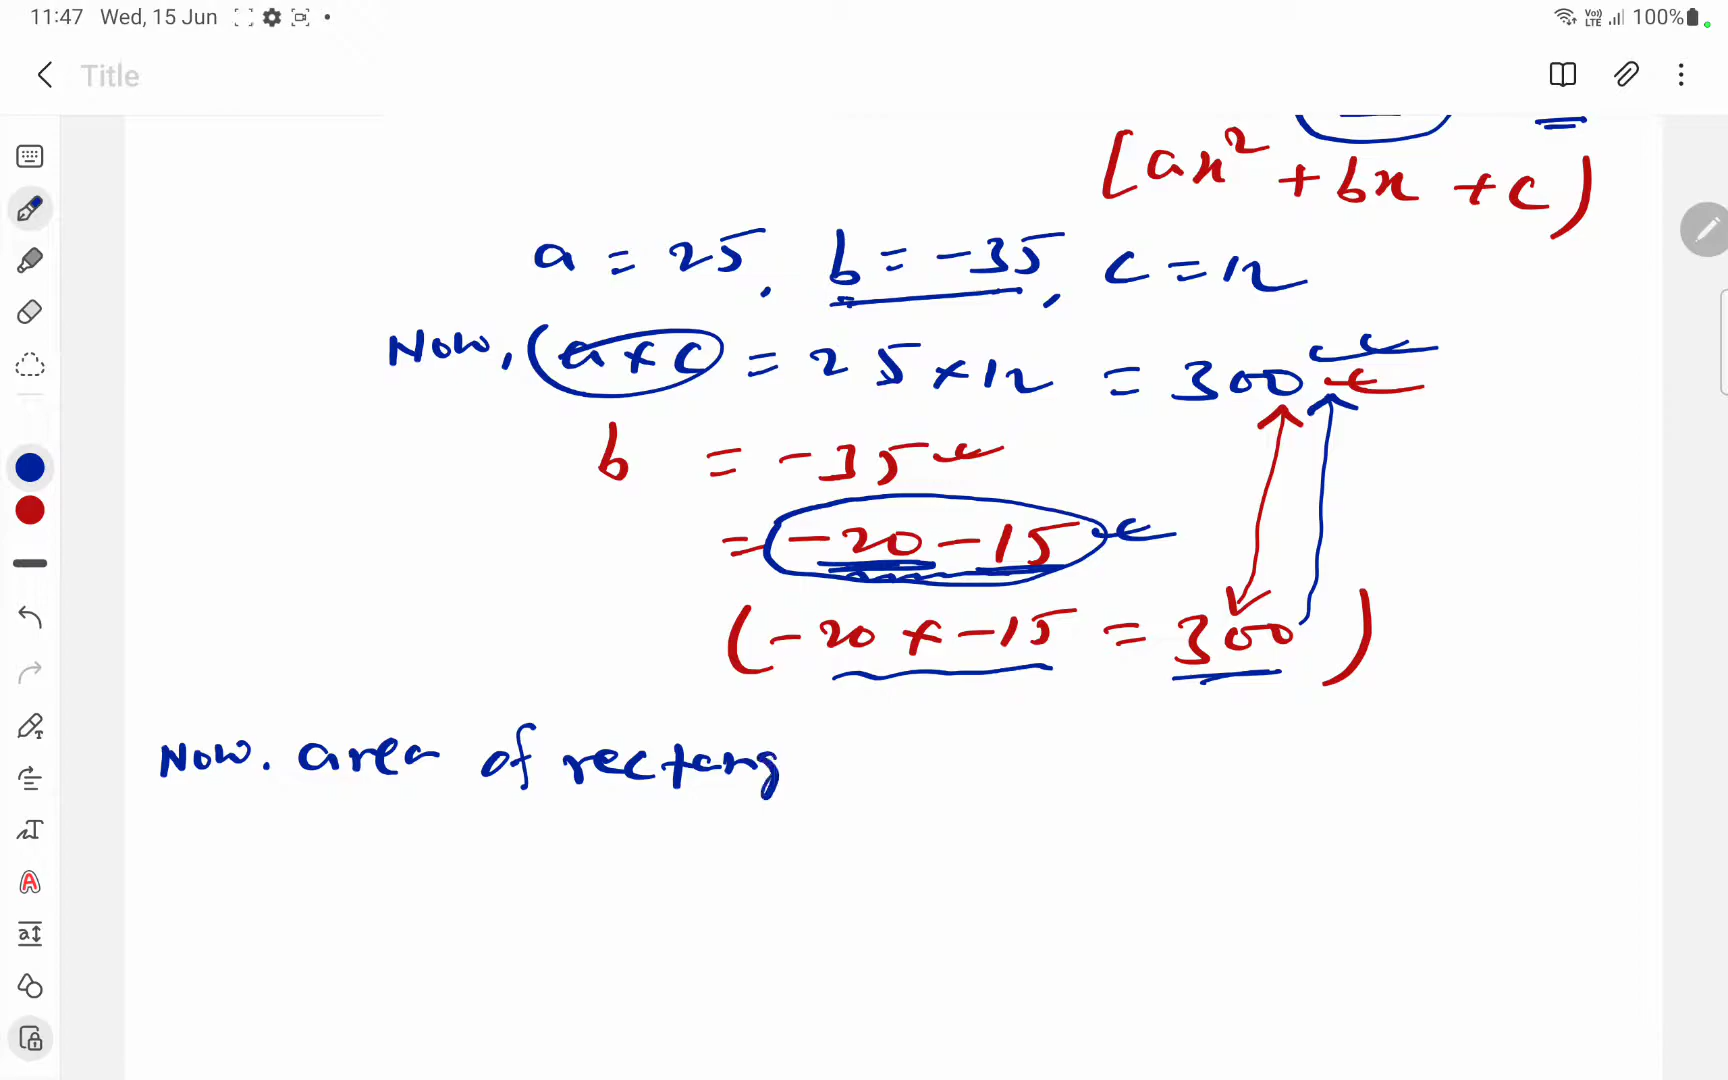 11:47 Wed, 15 Jun 100%
Title
[ax² + bx + c)
a = 25, b = -35, c = 12
Now, (a × c) = 25 × 12 = 300
b = -35
= -20 - 15
(-20 × -15 = 300)
Now. area of rectang